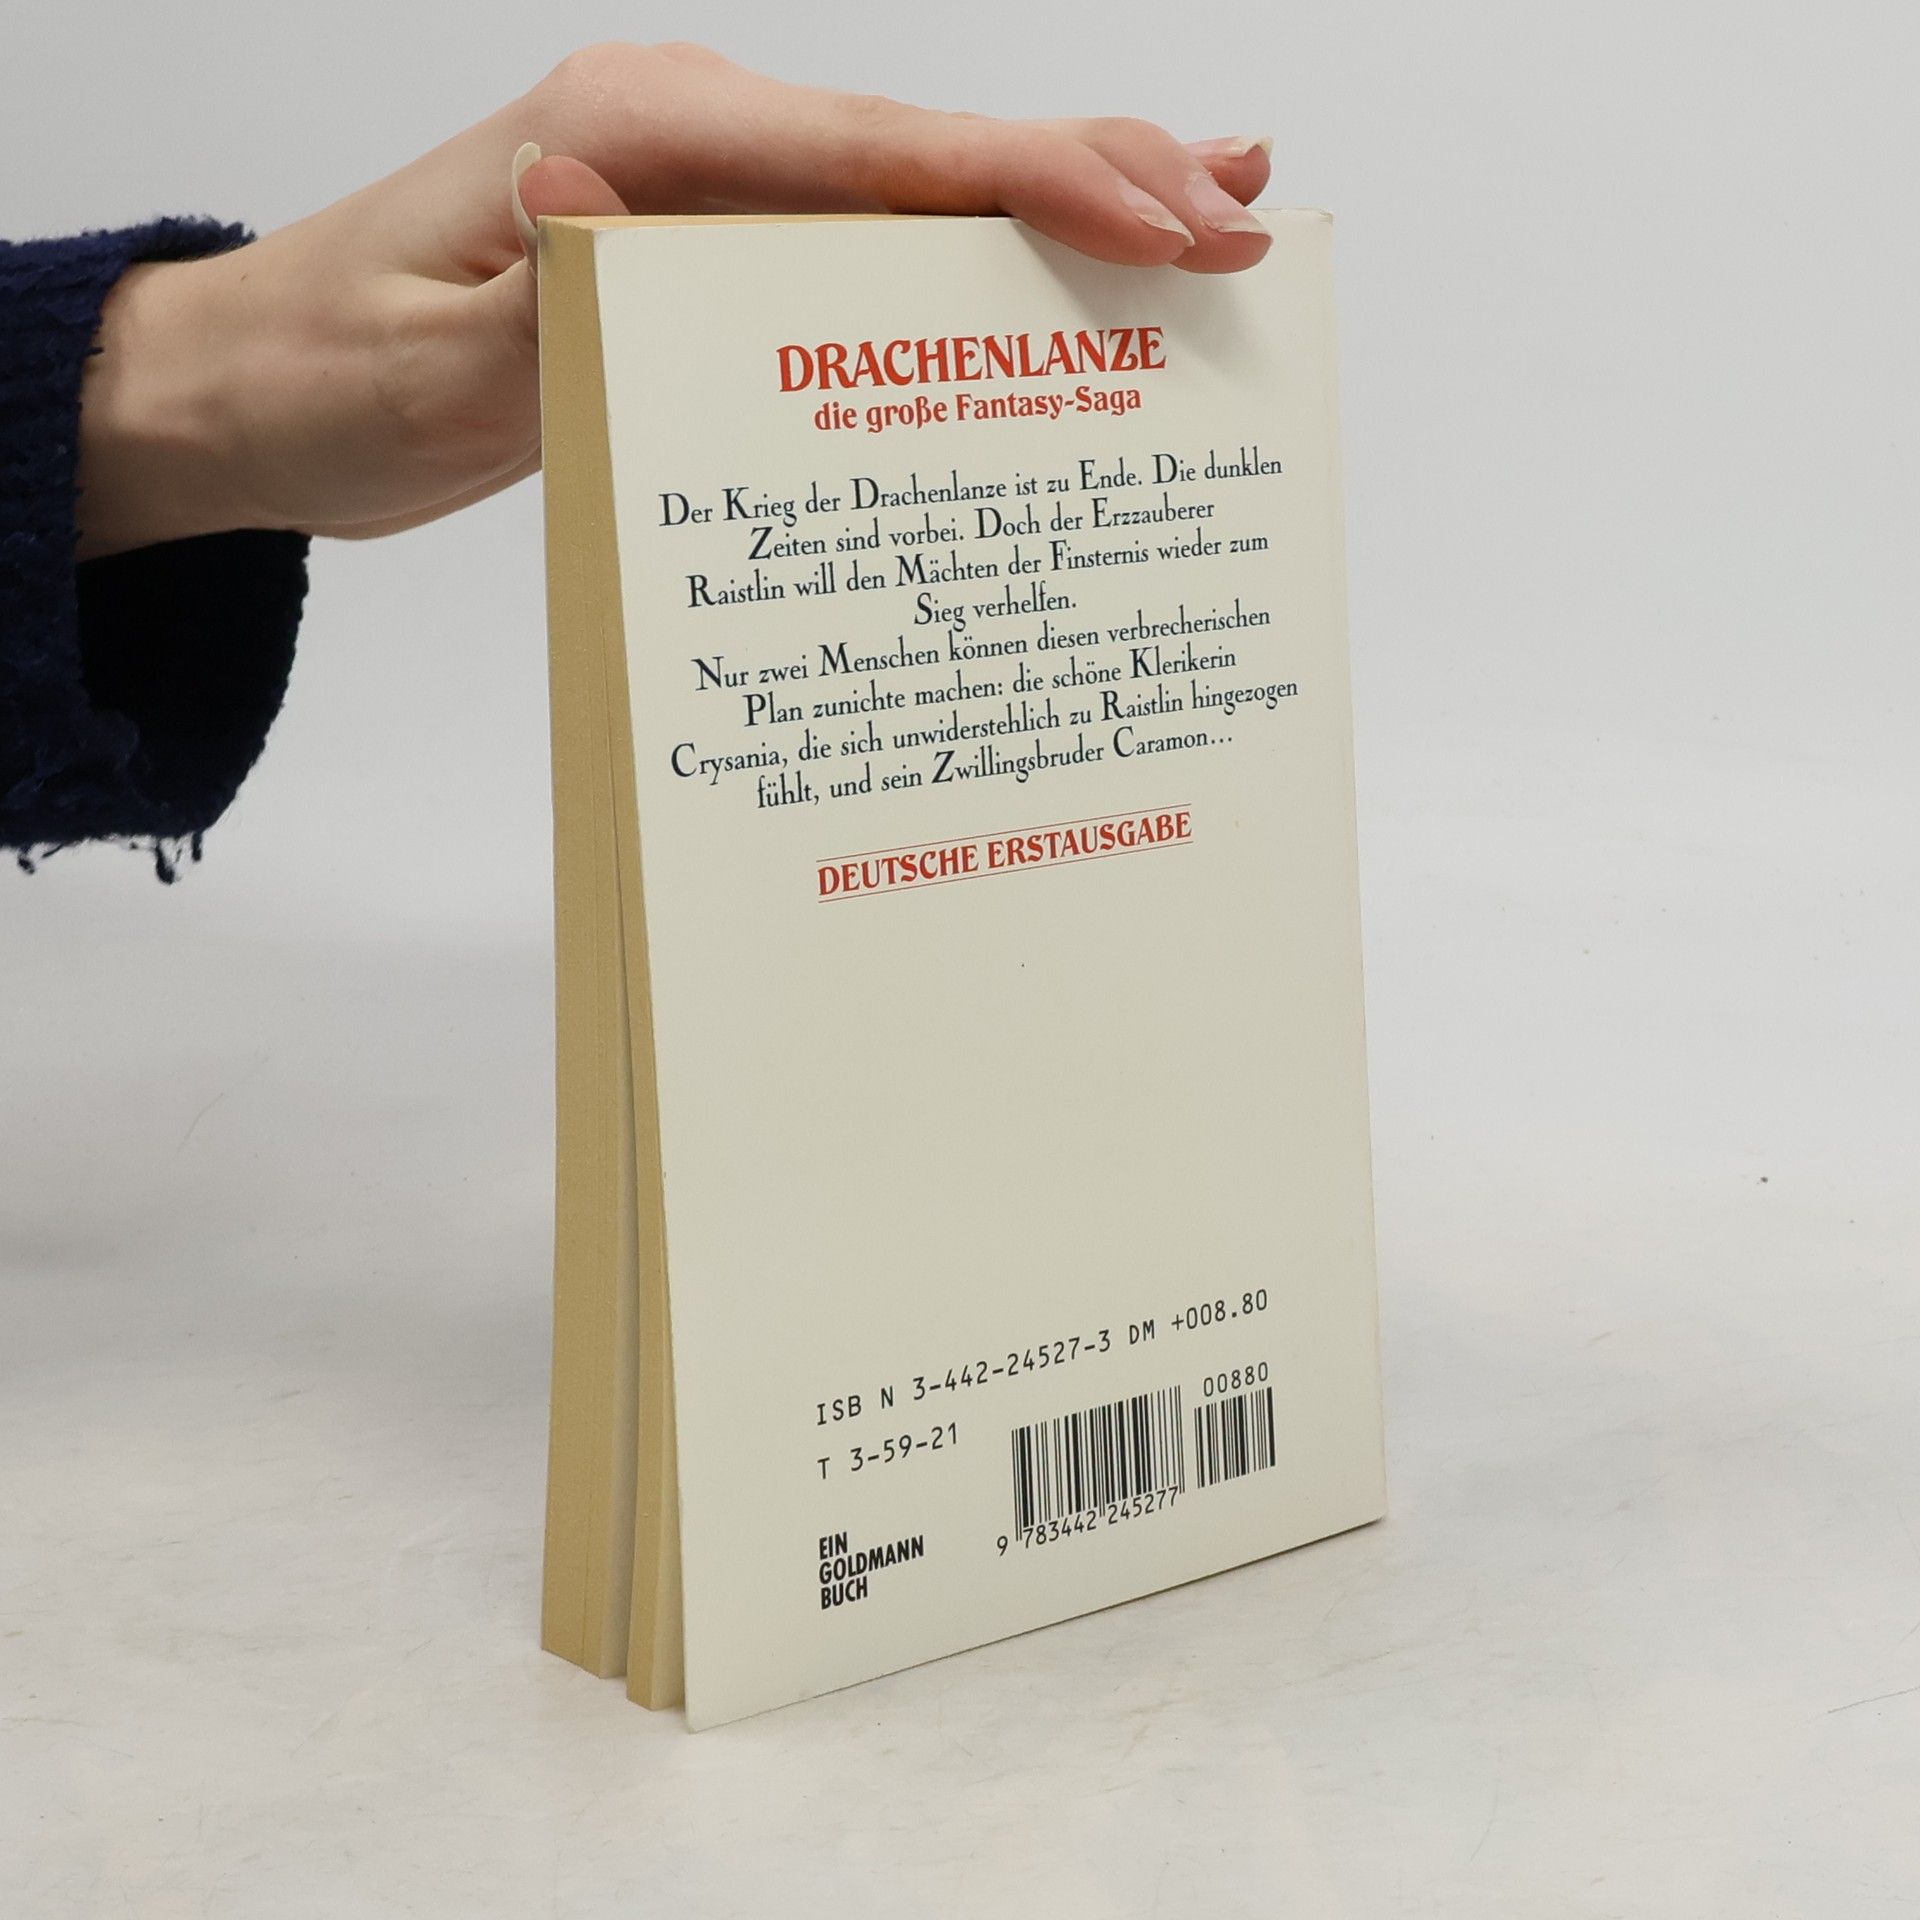 DRACHENLANZE
die große Fantasy-Saga
Der Krieg der Drachenlanze ist zu Ende. Die dunklen
Zeiten sind vorbei. Doch der Erzzauberer
Raistlin will den Mächten der Finsternis wieder zum
Sieg verhelfen.
Nur zwei Menschen können diesen verbrecherischen
Plan zunichte machen: die schöne Klerikerin
Crysania, die sich unwiderstehlich zu Raistlin hingezogen
fühlt, und sein Zwillingsbruder Caramon...
DEUTSCHE ERSTAUSGABE
ISB N 3-442-24527-3 DM +008.80
T 3-59-21
00880
9 783442 245277
EIN
GOLDMANN
BUCH